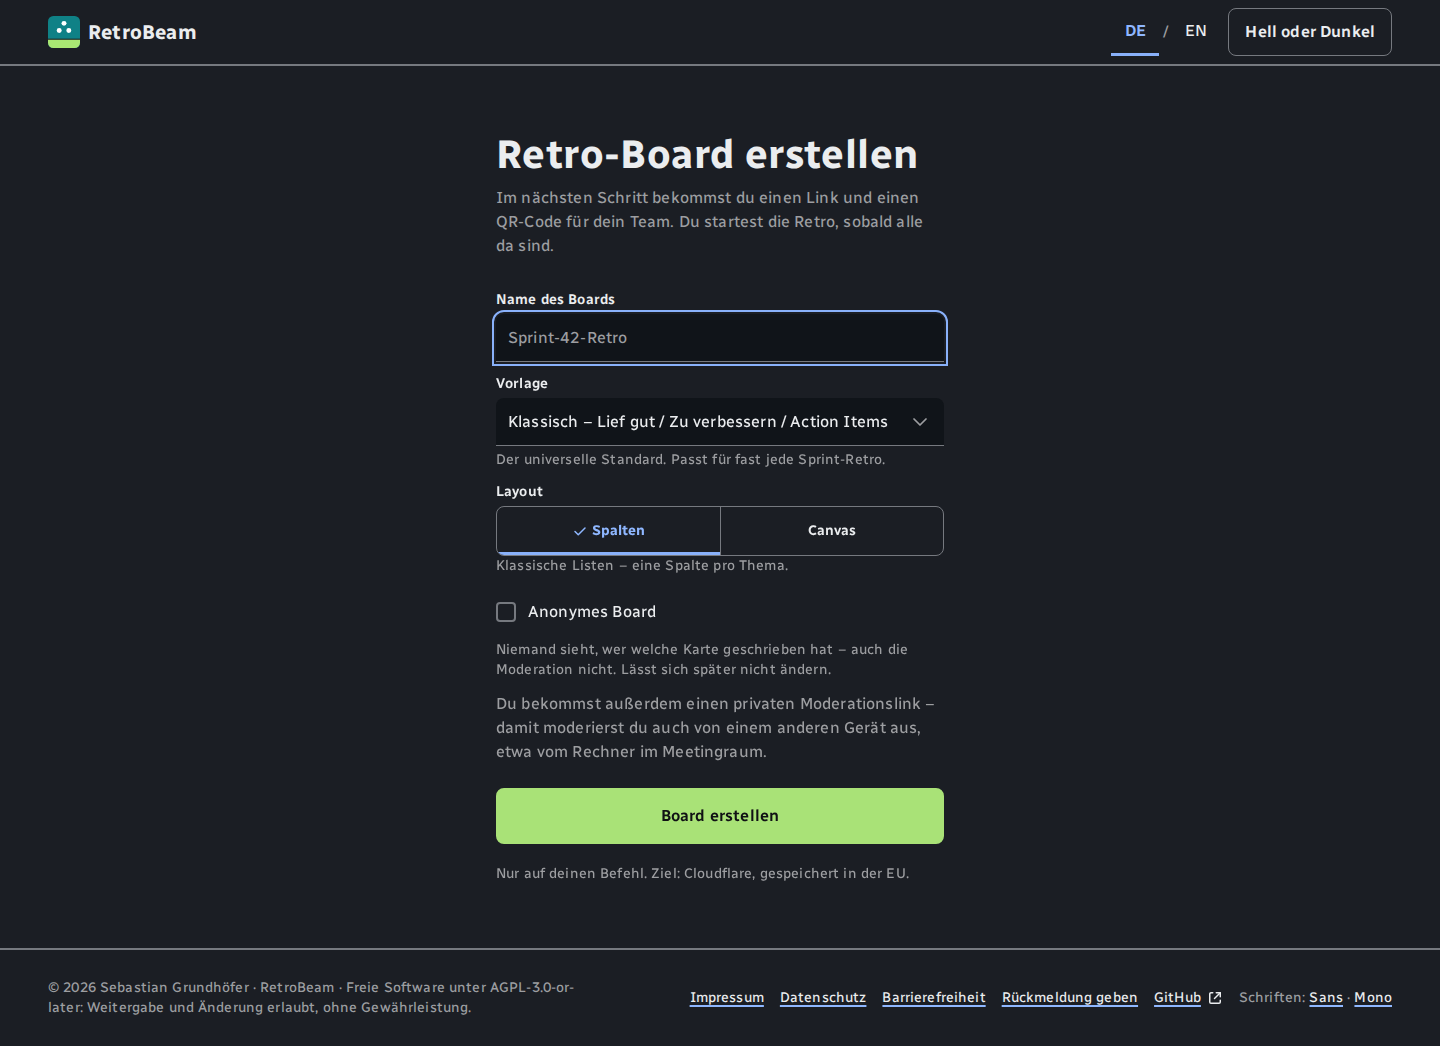 RetroBeam
DE / EN
Hell oder Dunkel
Retro-Board erstellen
Im nächsten Schritt bekommst du einen Link und einen
QR-Code für dein Team. Du startest die Retro, sobald alle
da sind.
Name des Boards
Sprint-42-Retro
Vorlage
Klassisch – Lief gut / Zu verbessern / Action Items
Der universelle Standard. Passt für fast jede Sprint-Retro.
Layout
Spalten
Canvas
Klassische Listen – eine Spalte pro Thema.
Anonymes Board
Niemand sieht, wer welche Karte geschrieben hat – auch die
Moderation nicht. Lässt sich später nicht ändern.
Du bekommst außerdem einen privaten Moderationslink –
damit moderierst du auch von einem anderen Gerät aus,
etwa vom Rechner im Meetingraum.
Board erstellen
Nur auf deinen Befehl. Ziel: Cloudflare, gespeichert in der EU.
© 2026 Sebastian Grundhöfer · RetroBeam · Freie Software unter AGPL-3.0-or-
later: Weitergabe und Änderung erlaubt, ohne Gewährleistung.
Impressum Datenschutz Barrierefreiheit Rückmeldung geben GitHub Schriften: Sans · Mono